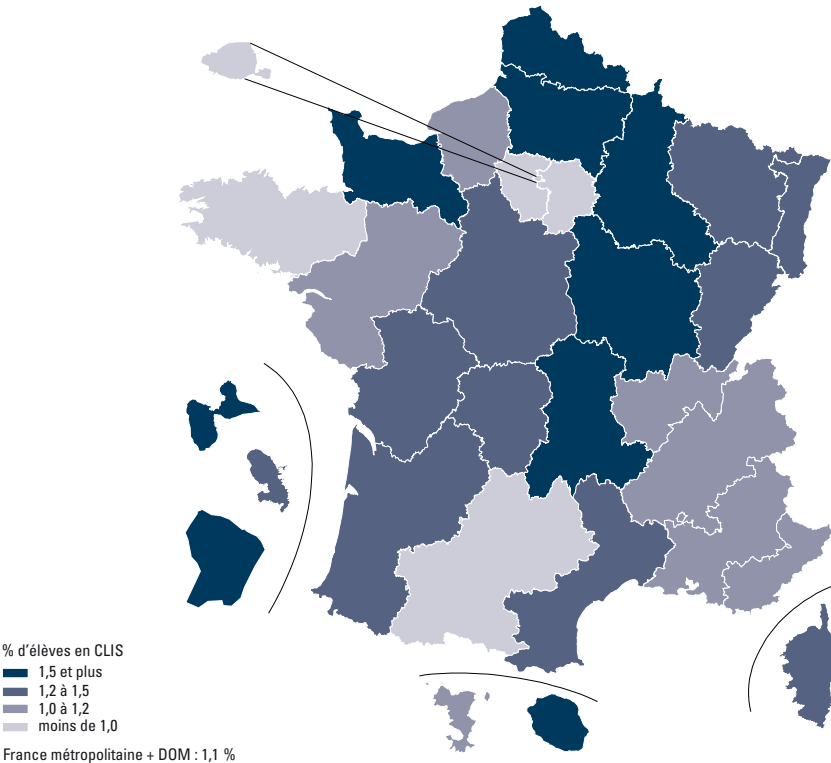 % d'élèves en CLIS
1,5 et plus
1,2 à 1,5
1,0 à 1,2
moins de 1,0
France métropolitaine + DOM : 1,1 %